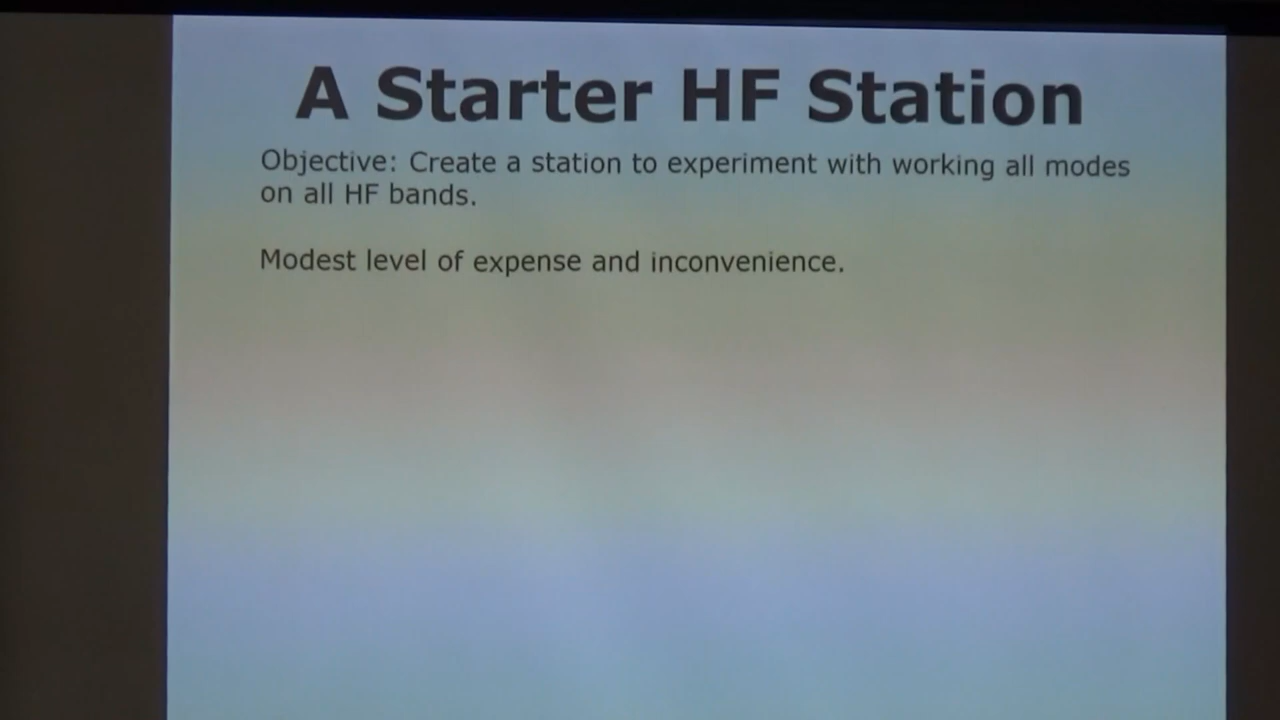 A Starter HF Station
Objective: Create a station to experiment with working all modes
on all HF bands.
Modest level of expense and inconvenience.